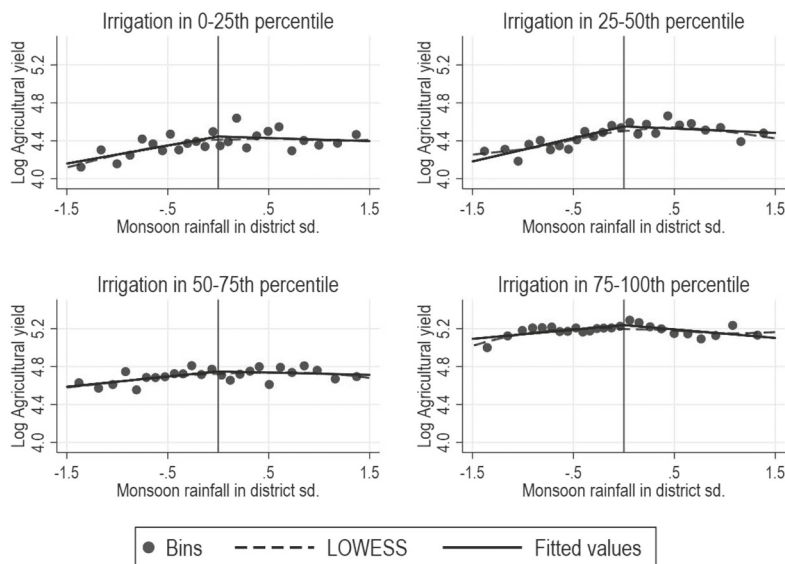 Irrigation in 0-25th percentile
Log Agricultural yield
4.0 4.4 4.8 5.2
-1.5 -.5 .5 1.5
Monsoon rainfall in district sd.
Irrigation in 25-50th percentile
Log Agricultural yield
4.0 4.4 4.8 5.2
-1.5 -.5 .5 1.5
Monsoon rainfall in district sd.
Irrigation in 50-75th percentile
Log Agricultural yield
4.0 4.4 4.8 5.2
-1.5 -.5 .5 1.5
Monsoon rainfall in district sd.
Irrigation in 75-100th percentile
Log Agricultural yield
4.0 4.4 4.8 5.2
-1.5 -.5 .5 1.5
Monsoon rainfall in district sd.
Bins LOWESS Fitted values